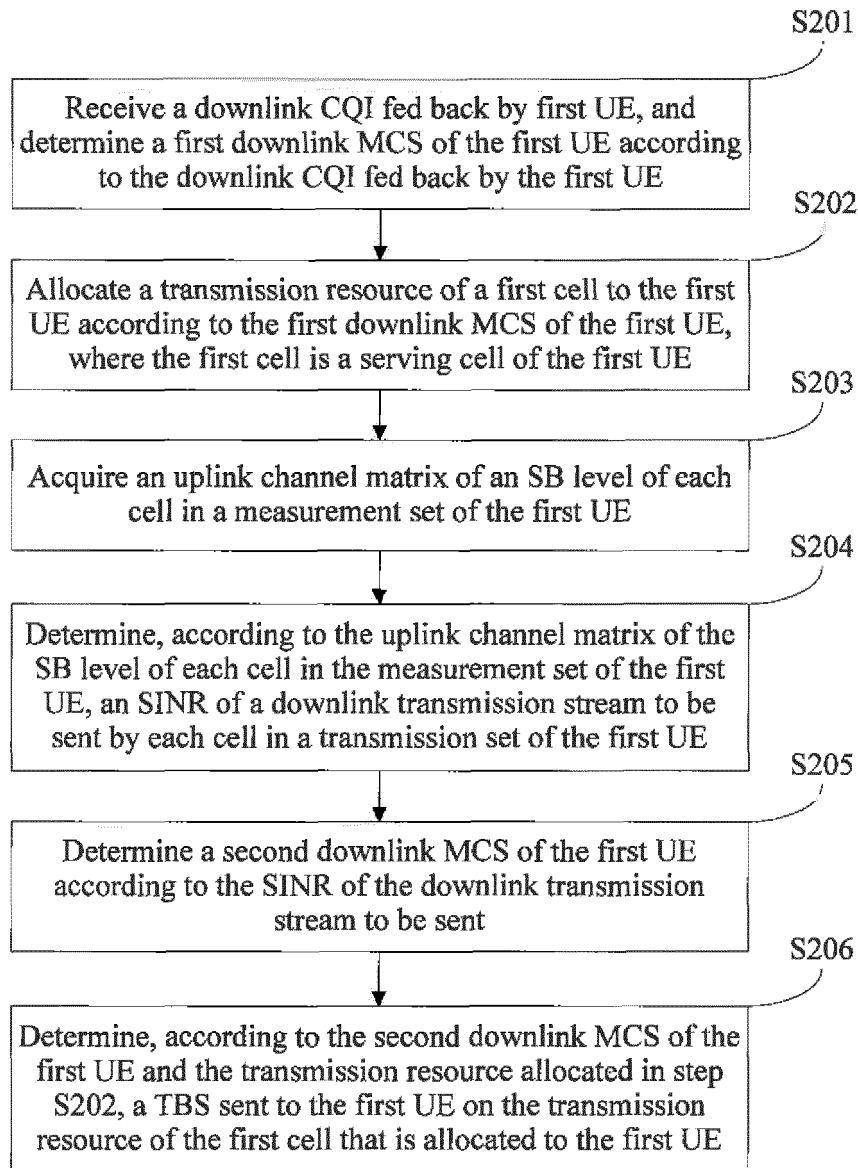 S201
Receive a downlink CQI fed back by first UE, and
determine a first downlink MCS of the first UE according
to the downlink CQI fed back by the first UE
S202
Allocate a transmission resource of a first cell to the first
UE according to the first downlink MCS of the first UE,
where the first cell is a serving cell of the first UE
S203
Acquire an uplink channel matrix of an SB level of each
cell in a measurement set of the first UE
S204
Determine, according to the uplink channel matrix of the
SB level of each cell in the measurement set of the first
UE, an SINR of a downlink transmission stream to be
sent by each cell in a transmission set of the first UE
S205
Determine a second downlink MCS of the first UE
according to the SINR of the downlink transmission
stream to be sent
S206
Determine, according to the second downlink MCS of the
first UE and the transmission resource allocated in step
S202, a TBS sent to the first UE on the transmission
resource of the first cell that is allocated to the first UE